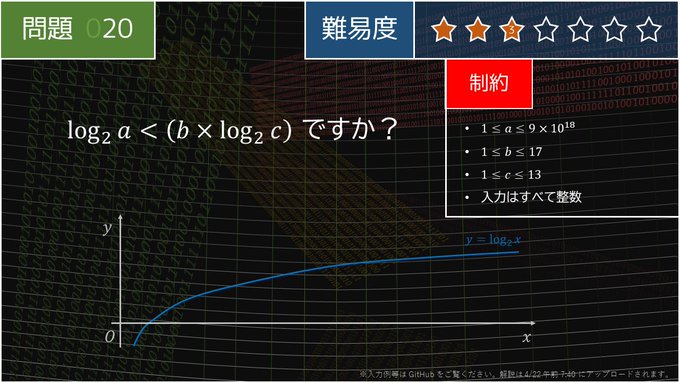 問題 020
難易度
5
制約
log₂ a < (b × log₂ c) ですか？
• 1 ≤ a ≤ 9 × 10¹⁸
• 1 ≤ b ≤ 17
• 1 ≤ c ≤ 13
• 入力はすべて整数
y
y = log₂ x
O
x
※入力例等は GitHub をご覧ください。解説は 4/22 午前 7:40 にアップロードされます。